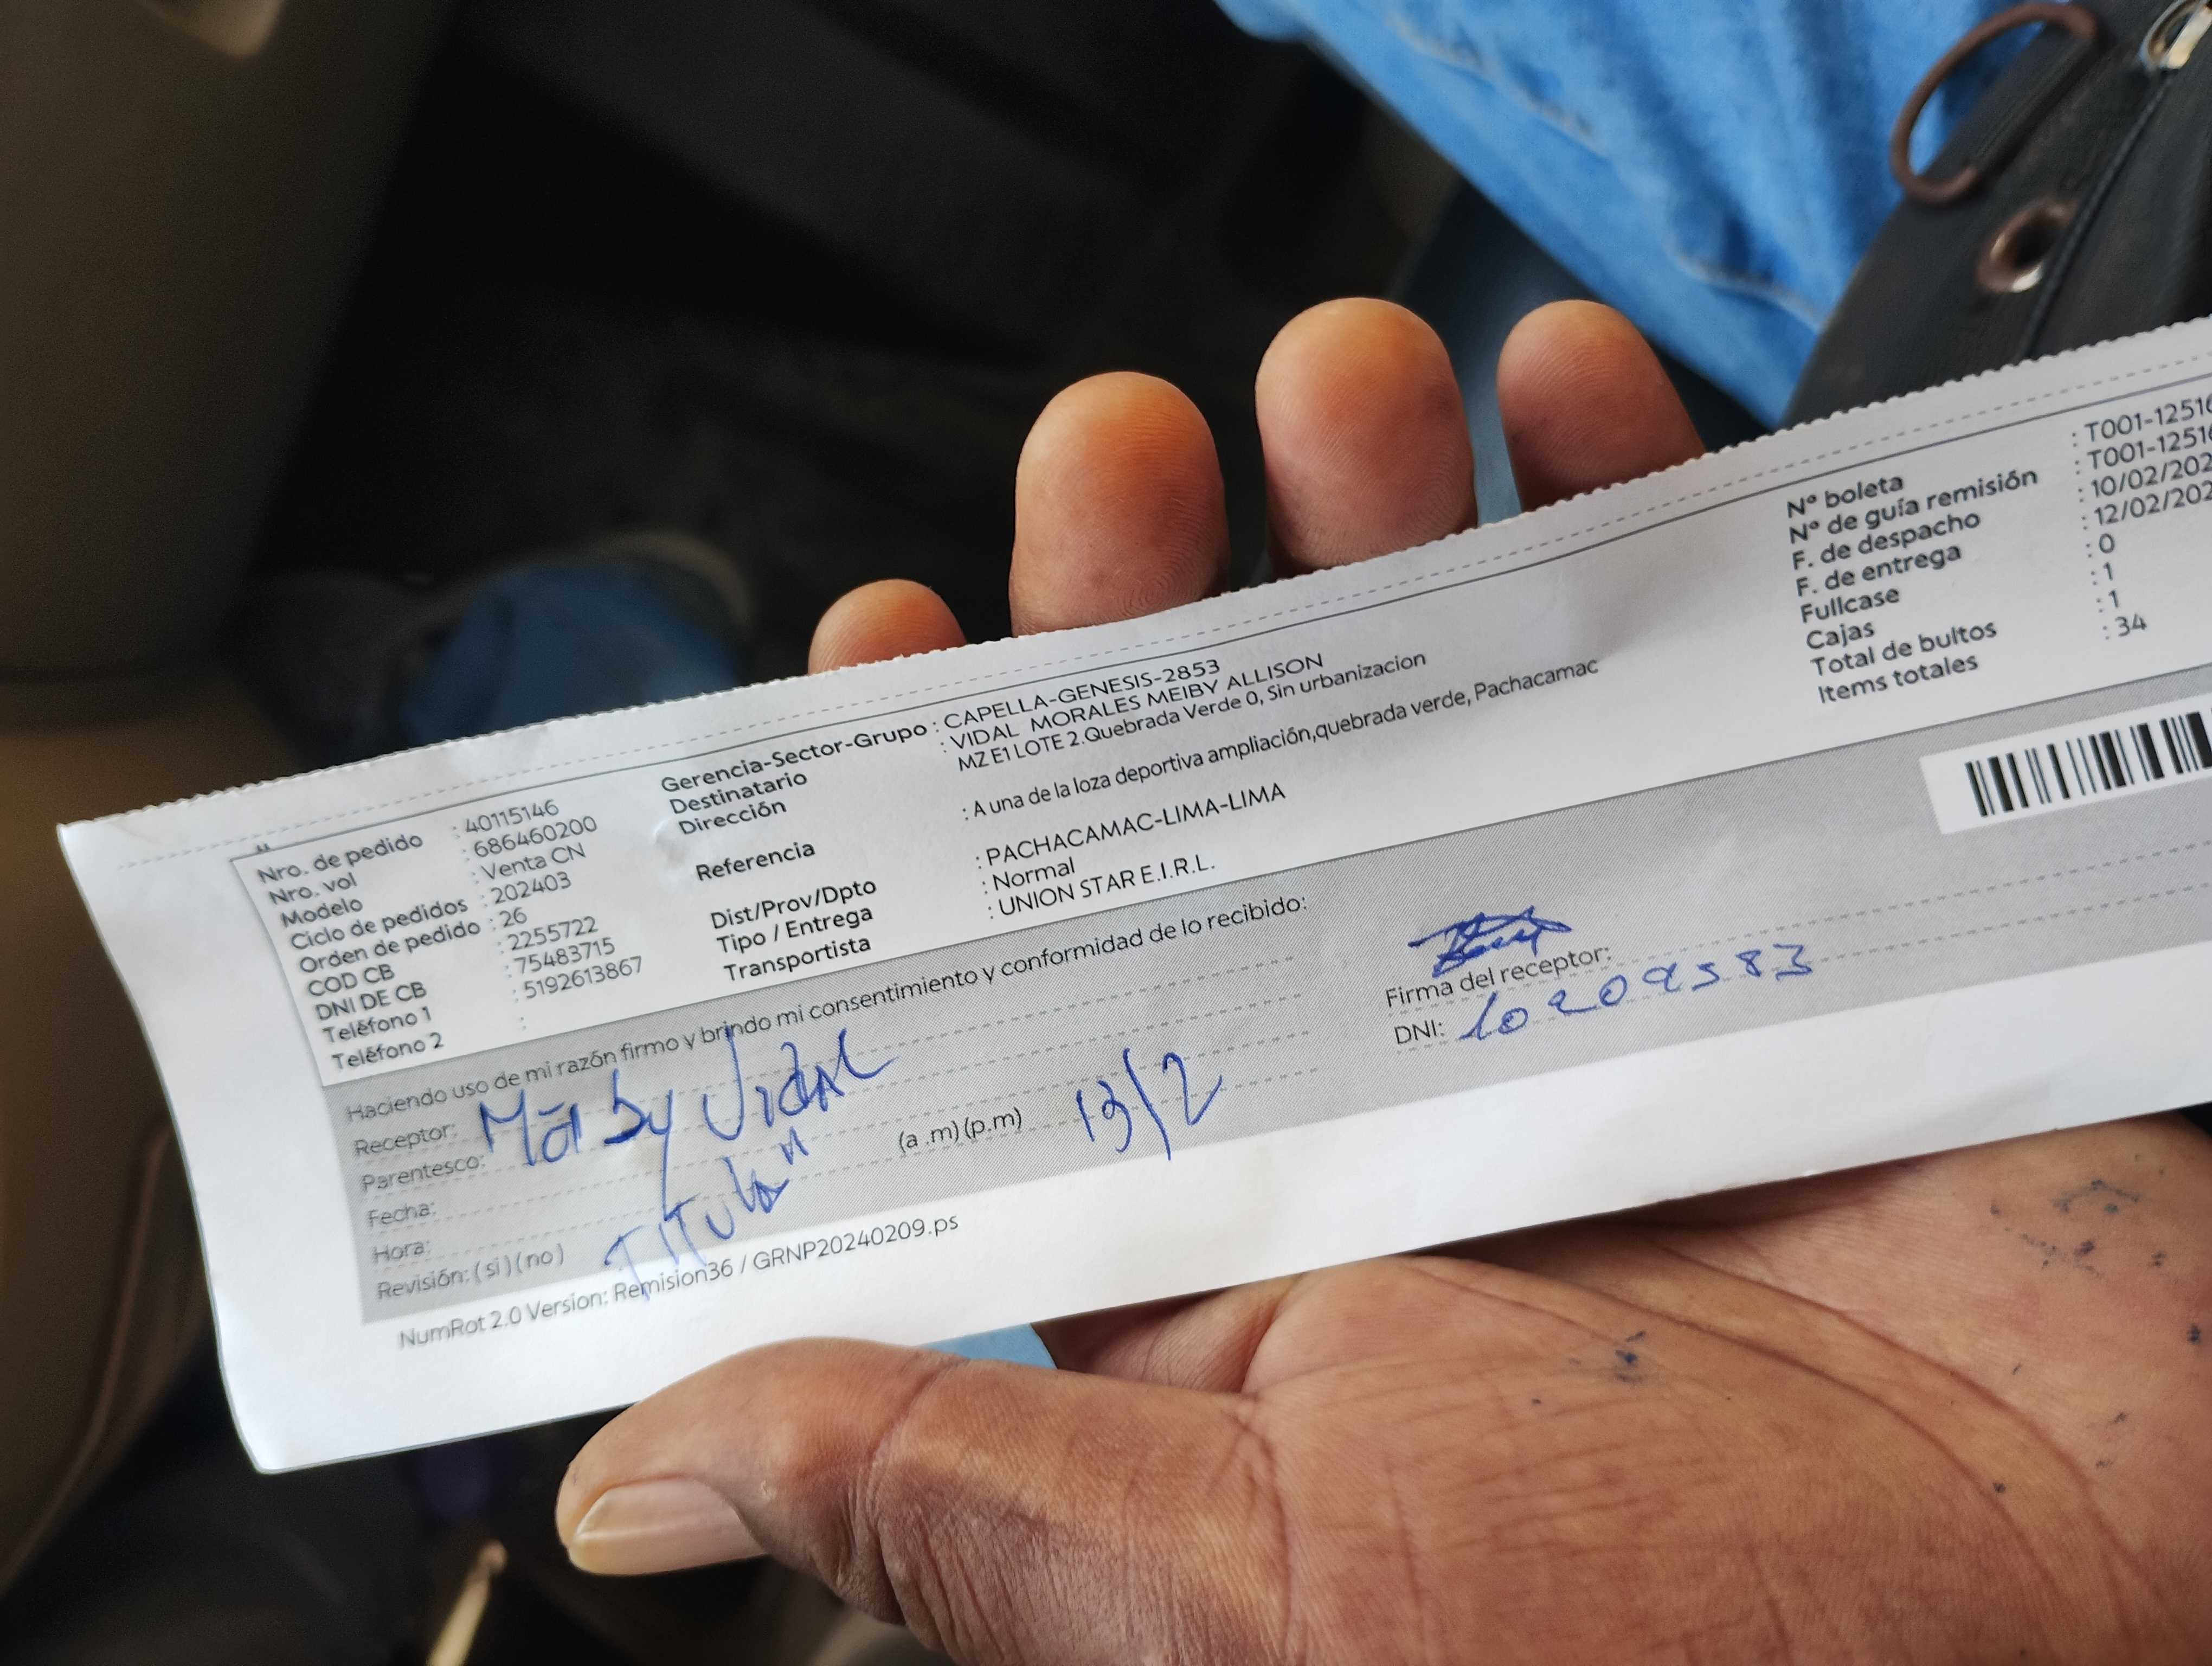 Nro. de pedido : 40115146
Nro. vol : 686460200
Modelo : Venta CN
Ciclo de pedidos : 202403
Orden de pedido : 26
COD CB : 2255722
DNI DE CB : 75483715
Teléfono 1 : 5192613867
Teléfono 2 :
Gerencia-Sector-Grupo : CAPELLA-GENESIS-2853
Destinatario : VIDAL MORALES MEIBY ALLISON
Dirección MZ E1 LOTE 2.Quebrada Verde 0, Sin urbanizacion
Referencia : A una de la loza deportiva ampliación,quebrada verde, Pachacamac
Dist/Prov/Dpto : PACHACAMAC-LIMA-LIMA
Tipo / Entrega : Normal
Transportista : UNION STAR E.I.R.L.
Nº boleta : T001-12516
Nº de guía remisión : T001-12516
F. de despacho : 10/02/202
F. de entrega : 12/02/202
Fullcase : 0
Cajas : 1
Total de bultos : 1
Items totales : 34
Haciendo uso de mi razón firmo y brindo mi consentimiento y conformidad de lo recibido:
Receptor: Vidal
Parentesco: Titular
Fecha: 13/2
Hora: (a .m) (p.m)
Revisión: ( si ) ( no )
Firma del receptor:
DNI: 10209583
NumRot 2.0 Version: Remision36 / GRNP20240209.ps